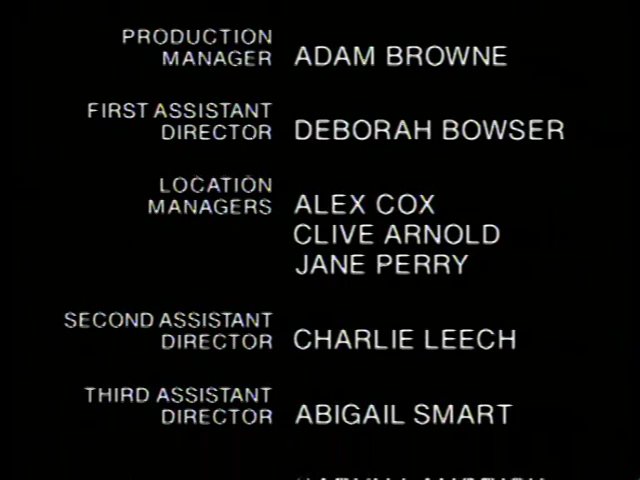 PRODUCTION
MANAGER ADAM BROWNE
FIRST ASSISTANT
DIRECTOR DEBORAH BOWSER
LOCATION
MANAGERS ALEX COX
CLIVE ARNOLD
JANE PERRY
SECOND ASSISTANT
DIRECTOR CHARLIE LEECH
THIRD ASSISTANT
DIRECTOR ABIGAIL SMART